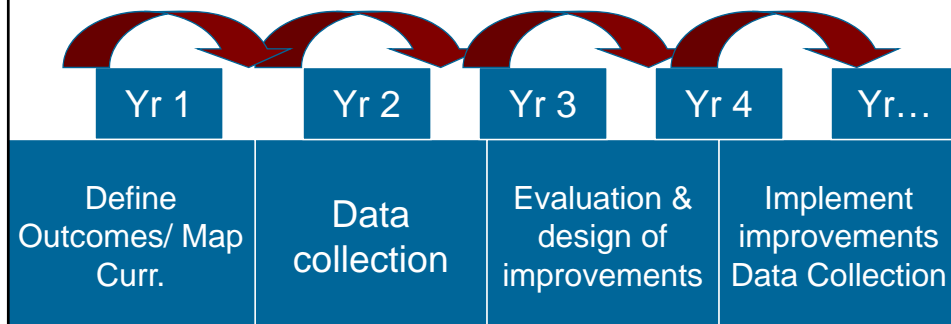 Yr 1
Yr 2
Yr 3
Yr 4
Yr…
Define
Outcomes/ Map
Curr.
Data
collection
Evaluation &
design of
improvements
Implement
improvements
Data Collection